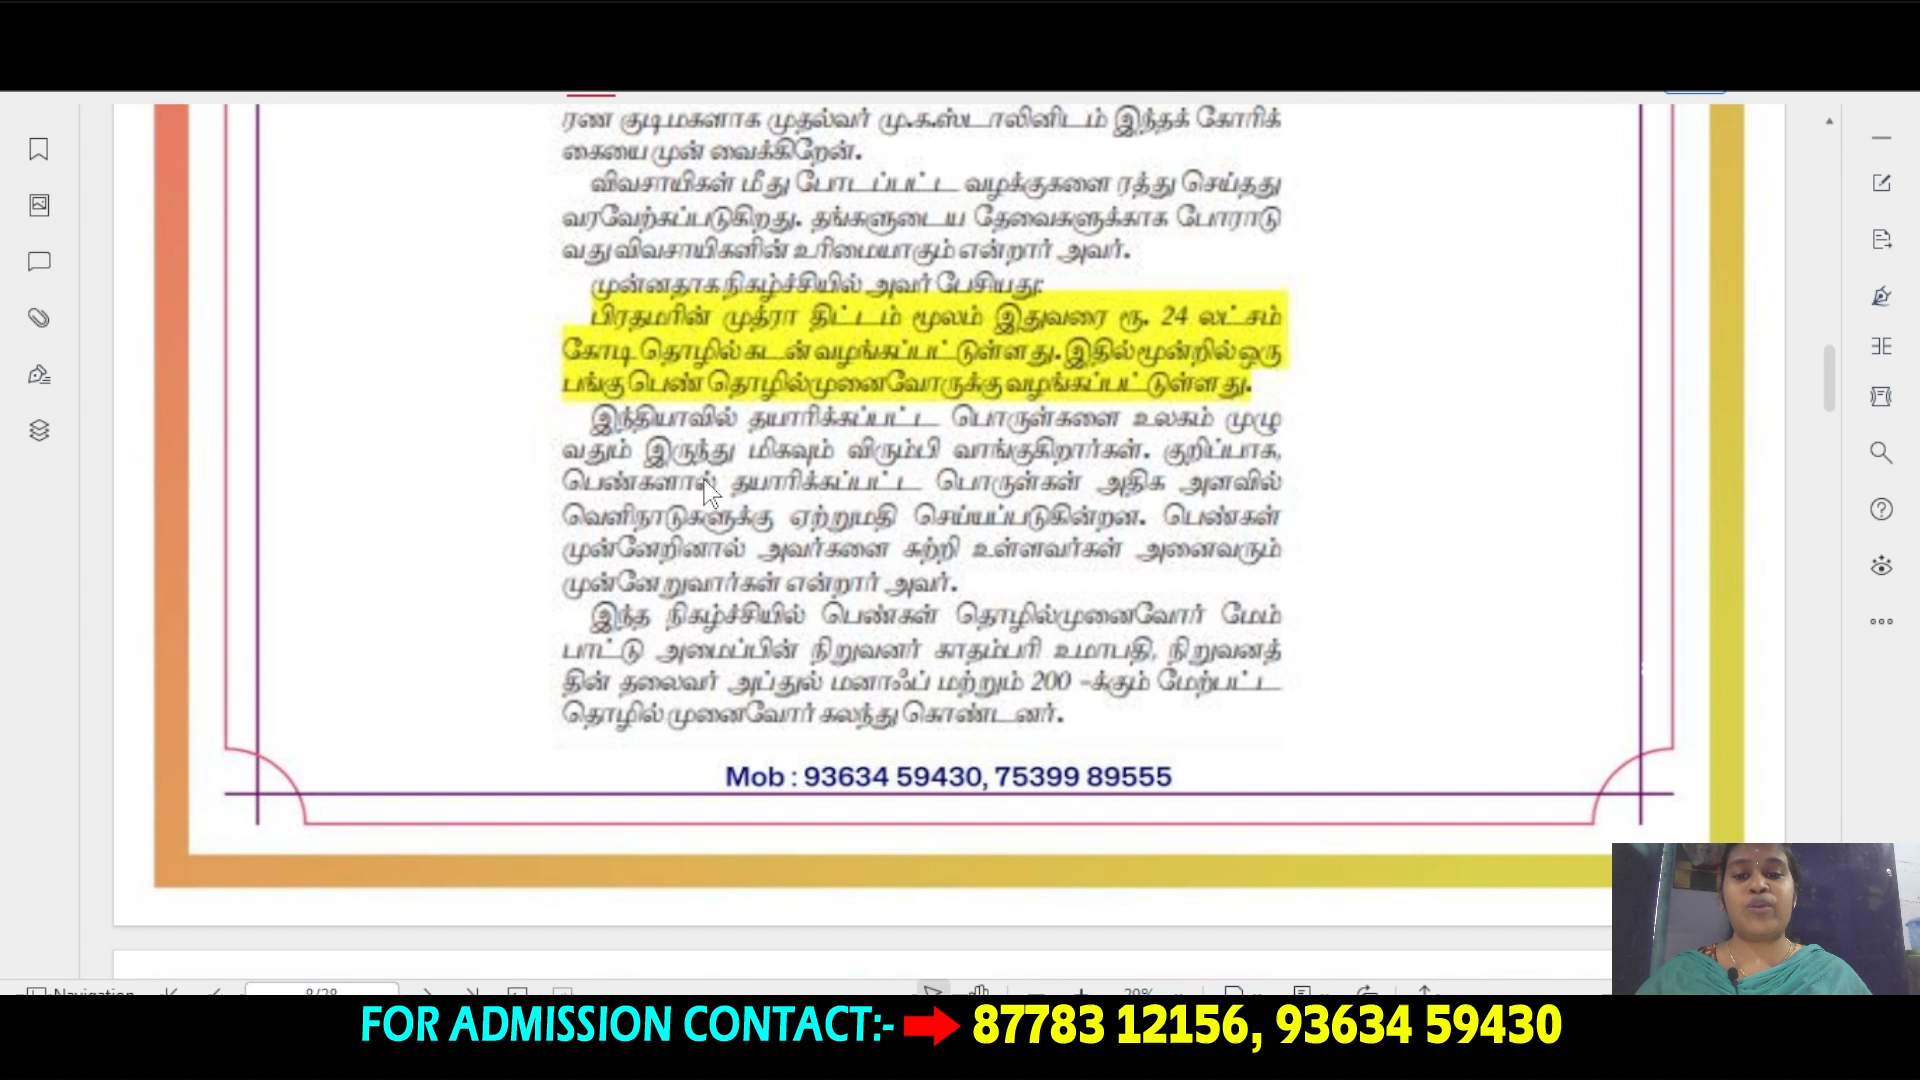 ரண குடிமகளாக முதல்வர் மு.க.ஸ்டாலினிடம் இந்தக் கோரிக்
கையை முன் வைக்கிறேன்.
விவசாயிகள் மீது போடப்பட்ட வழக்குகளை ரத்து செய்தது
வரவேற்கப்படுகிறது. தங்களுடைய தேவைகளுக்காக போராடு
வது விவசாயிகளின் உரிமையாகும் என்றார் அவர்.
முன்னதாக நிகழ்ச்சியில் அவர் பேசியது:
பிரதமரின் முத்ரா திட்டம் மூலம் இதுவரை ரூ. 24 லட்சம்
கோடி தொழில் கடன் வழங்கப்பட்டுள்ளது. இதில் மூன்றில் ஒரு
பங்கு பெண் தொழில்முனைவோருக்கு வழங்கப்பட்டுள்ளது.
இந்தியாவில் தயாரிக்கப்பட்ட பொருள்களை உலகம் முழு
வதும் இருந்து மிகவும் விரும்பி வாங்குகிறார்கள். குறிப்பாக,
பெண்களால் தயாரிக்கப்பட்ட பொருள்கள் அதிக அளவில்
வெளிநாடுகளுக்கு ஏற்றுமதி செய்யப்படுகின்றன. பெண்கள்
முன்னேறினால் அவர்களை சுற்றி உள்ளவர்கள் அனைவரும்
முன்னேறுவார்கள் என்றார் அவர்.
இந்த நிகழ்ச்சியில் பெண்கள் தொழில்முனைவோர் மேம்
பாட்டு அமைப்பின் நிறுவனர் காதம்பரி உமாபதி, நிறுவனத்
தின் தலைவர் அப்துல் மனாஃப் மற்றும் 200 -க்கும் மேற்பட்ட
தொழில் முனைவோர் கலந்து கொண்டனர்.
Mob : 93634 59430, 75399 89555
FOR ADMISSION CONTACT:- 87783 12156, 93634 59430